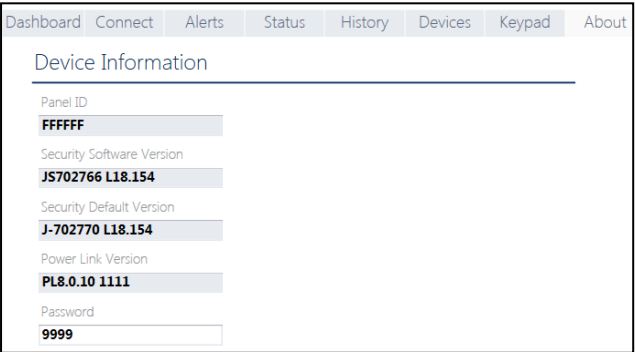 Dashboard Connect Alerts Status History Devices Keypad About
Device Information
Panel ID
FFFFFF
Security Software Version
JS702766 L18.154
Security Default Version
J-702770 L18.154
Power Link Version
PL8.0.10 1111
Password
9999